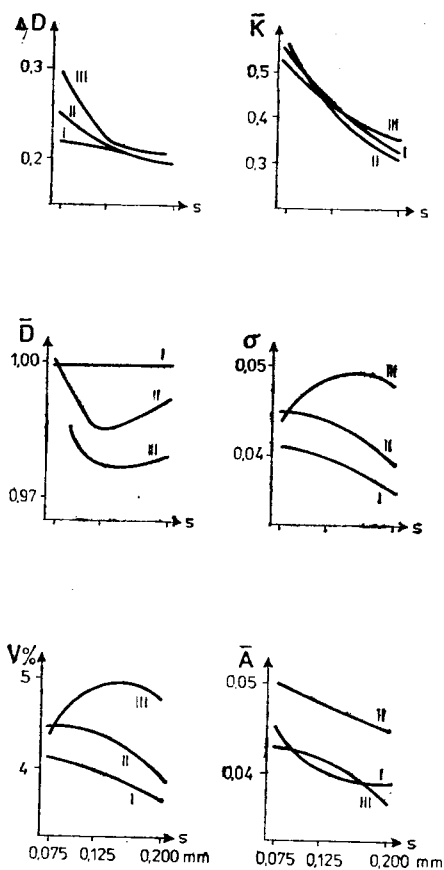 ΔD
0,3
0,2
III
II
I
s
K̄
0,5
0,4
0,3
III
I
II
s
D̄
1,00
0,97
I
II
III
s
σ
0,05
0,04
III
II
I
s
V%
5
4
III
II
I
s
0,075 0,125 0,200 mm
Ā
0,05
0,04
II
I
III
s
0,075 0,125 0,200 mm